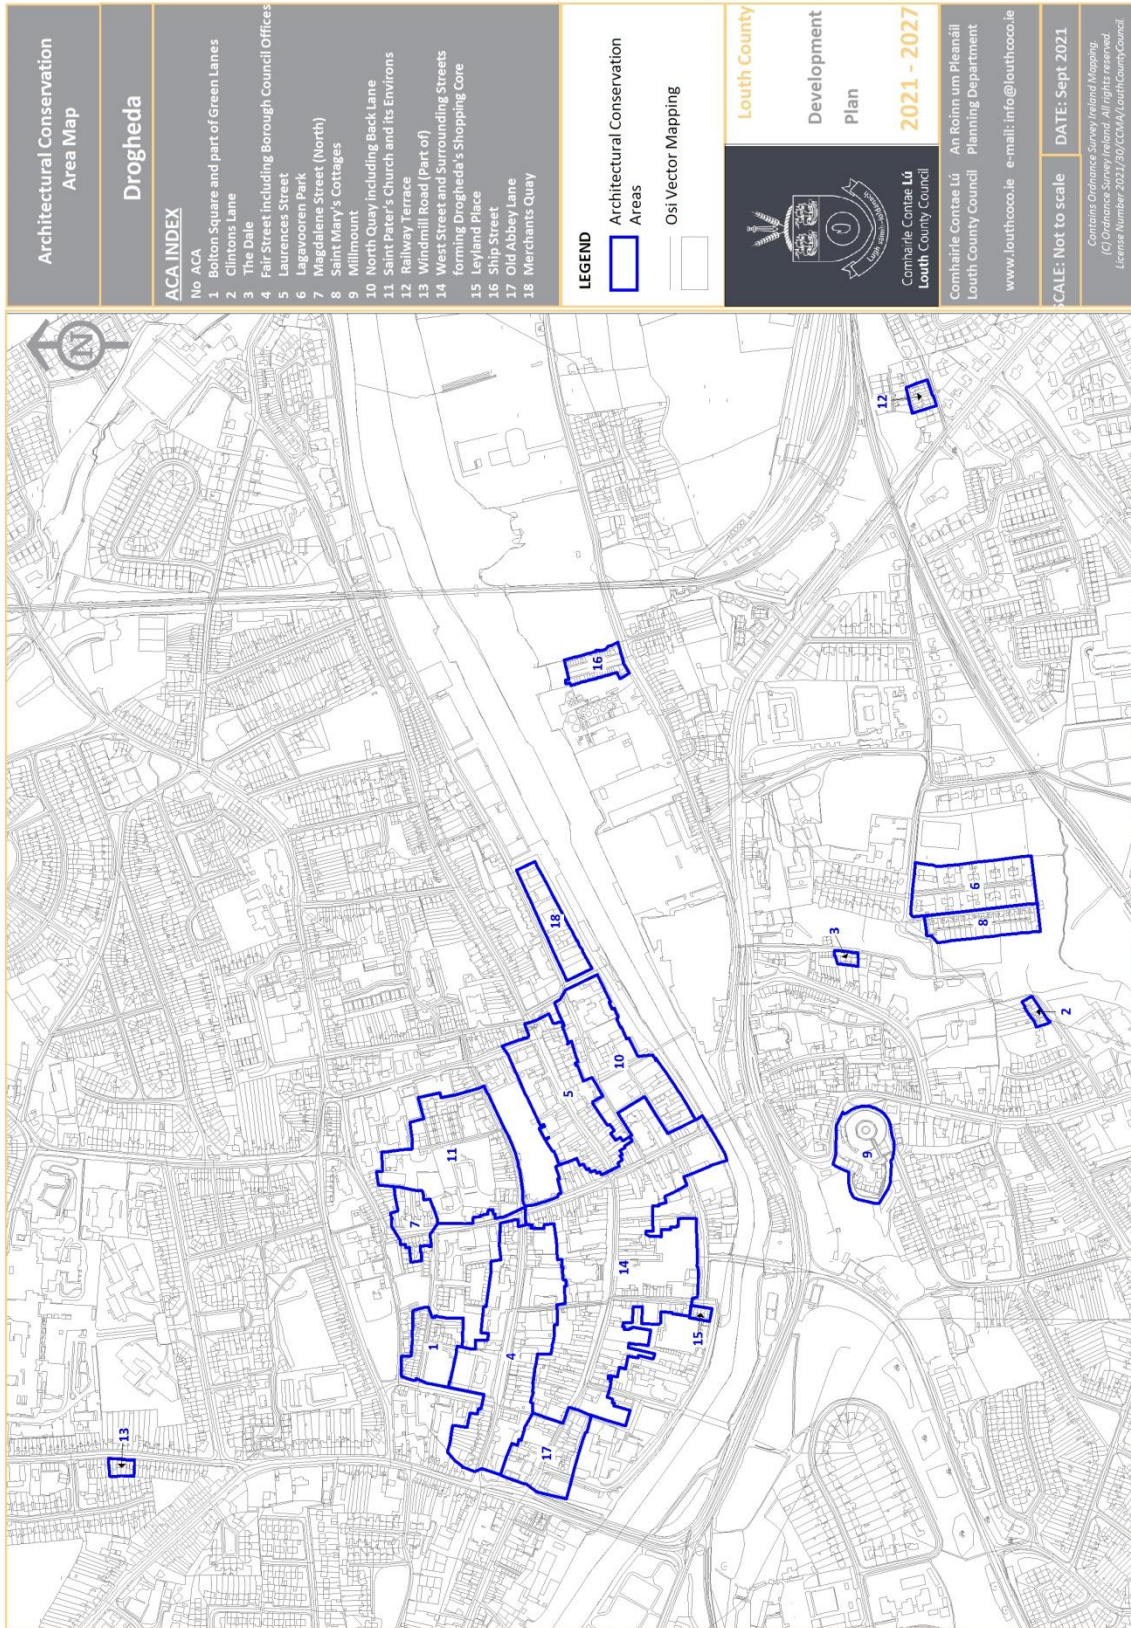 Architectural Conservation
Area Map
Drogheda
ACA INDEX
No ACA
1 Bolton Square and part of Green Lanes
2 Clintons Lane
3 The Dale
4 Fair Street including Borough Council Offices
5 Laurences Street
6 Lagavooren Park
7 Magdalene Street (North)
8 Saint Mary's Cottages
9 Millmount
10 North Quay including Back Lane
11 Saint Peter's Church and its Environs
12 Railway Terrace
13 Windmill Road (Part of)
14 West Street and Surrounding Streets
forming Drogheda's Shopping Core
15 Leyland Place
16 Ship Street
17 Old Abbey Lane
18 Merchants Quay
LEGEND
Architectural Conservation
Areas
Osi Vector Mapping
Louth County
Development
Plan
2021 - 2027
Comhairle Contae Lú
Louth County Council
Comhairle Contae Lú An Roinn um Pleanáil
Louth County Council Planning Department
www.louthcoco.ie e-mail: info@louthcoco.ie
SCALE: Not to scale
DATE: Sept 2021
Contains Ordnance Survey Ireland Mapping.
(C) Ordnance Survey Ireland. All rights reserved.
License Number 2021/30/CCMA/LouthCountyCouncil.
N
13
1
7
11
4
17
14
15
5
10
18
16
12
3
6
8
2
9